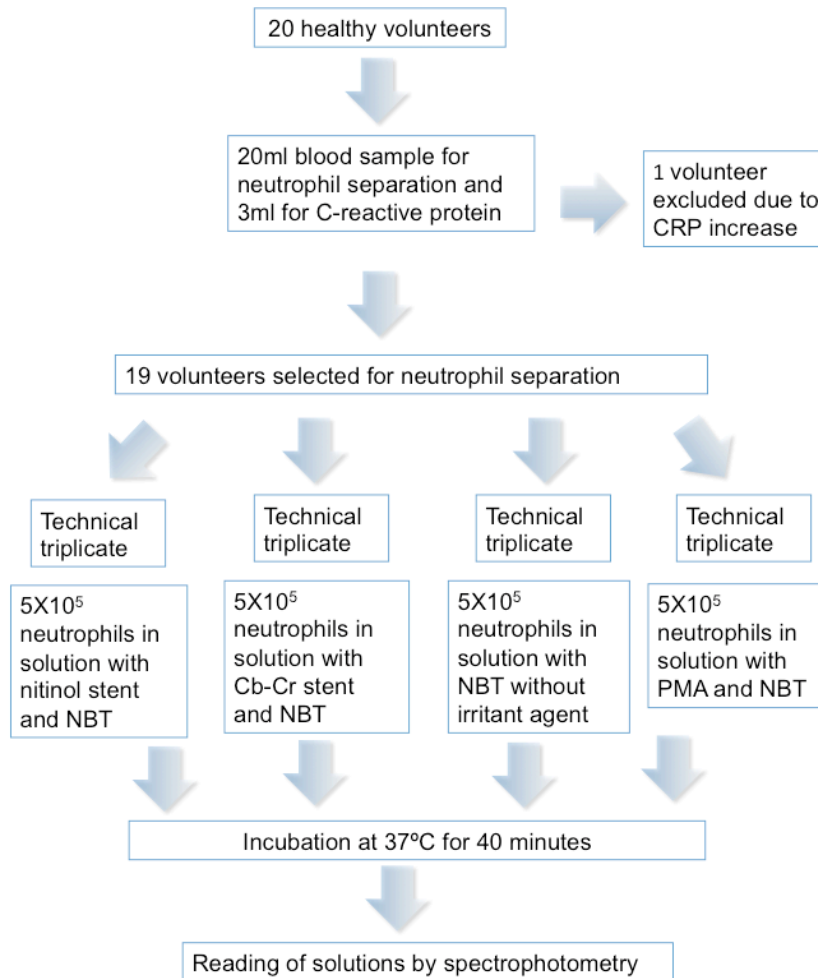 20 healthy volunteers
20ml blood sample for
neutrophil separation and
3ml for C-reactive protein
1 volunteer
excluded due to
CRP increase
19 volunteers selected for neutrophil separation
Technical
triplicate
Technical
triplicate
Technical
triplicate
Technical
triplicate
5X10⁵
neutrophils in
solution with
nitinol stent
and NBT
5X10⁵
neutrophils in
solution with
Cb-Cr stent
and NBT
5X10⁵
neutrophils in
solution with
NBT without
irritant agent
5X10⁵
neutrophils in
solution with
PMA and NBT
Incubation at 37ºC for 40 minutes
Reading of solutions by spectrophotometry